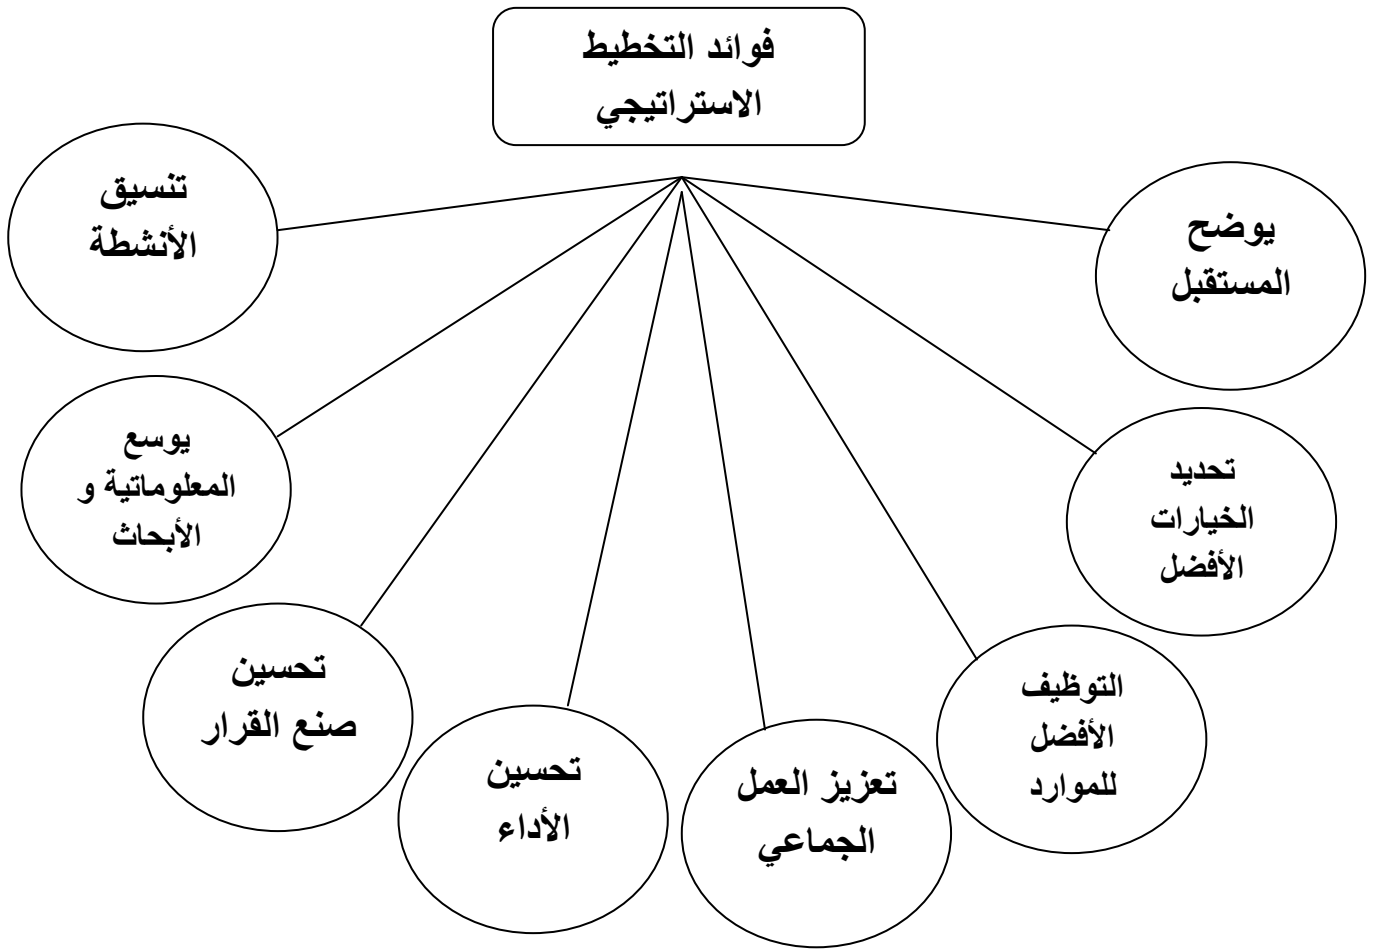 فوائد التخطيط
الاستراتيجي
يوضح
المستقبل
تحديد
الخيارات
الأفضل
التوظيف
الأفضل
للموارد
تعزيز العمل
الجماعي
تحسين
الأداء
تحسين
صنع القرار
يوسع
المعلوماتية و
الأبحاث
تنسيق
الأنشطة